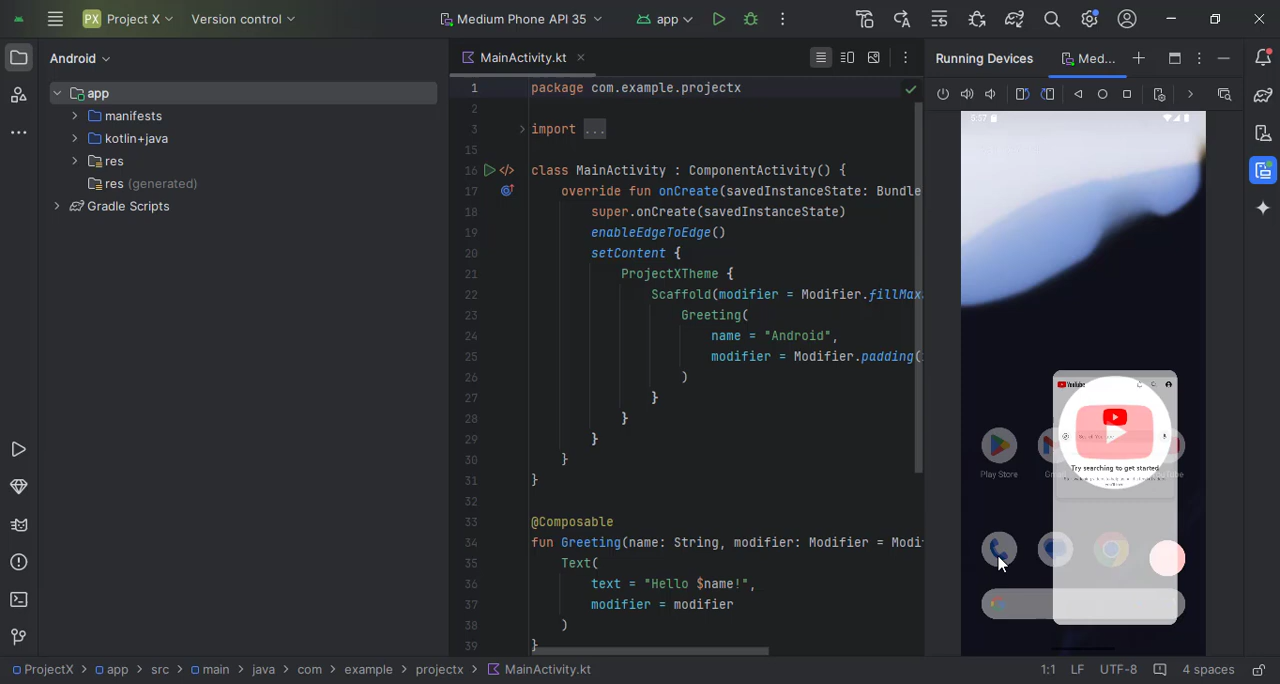 PX Project X Version control Medium Phone API 35 app
Android
app
manifests
kotlin+java
res
res (generated)
Gradle Scripts
MainActivity.kt
1 package com.example.projectx
2
3 import ...
15
16 class MainActivity : ComponentActivity() {
17 override fun onCreate(savedInstanceState: Bundle
18 super.onCreate(savedInstanceState)
19 enableEdgeToEdge()
20 setContent {
21 ProjectXTheme {
22 Scaffold(modifier = Modifier.fillMax
23 Greeting(
24 name = "Android",
25 modifier = Modifier.padding(
26 )
27 }
28 }
29 }
30 }
31 }
32
33 @Composable
34 fun Greeting(name: String, modifier: Modifier = Modi
35 Text(
36 text = "Hello $name!",
37 modifier = modifier
38 )
39 }
Running Devices Med...
YouTube
Try searching to get started
Play Store
ProjectX > app > src > main > java > com > example > projectx > MainActivity.kt 1:1 LF UTF-8 4 spaces